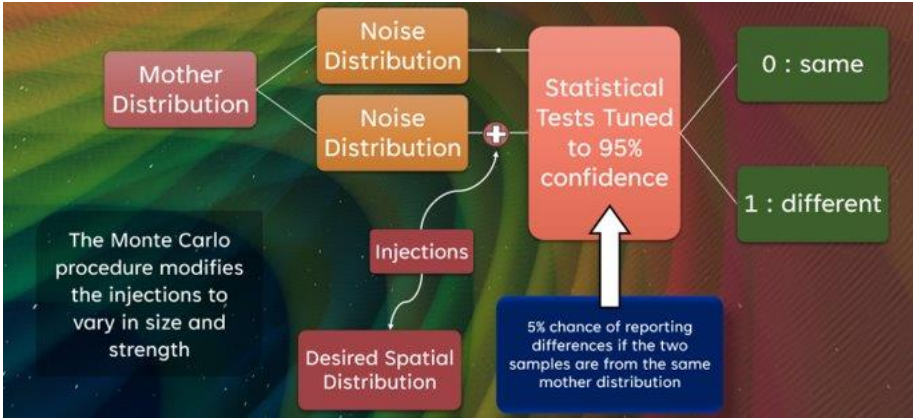 Mother
Distribution
Noise
Distribution
Noise
Distribution
Statistical
Tests Tuned
to 95%
confidence
0 : same
1 : different
The Monte Carlo
procedure modifies
the injections to
vary in size and
strength
Injections
Desired Spatial
Distribution
5% chance of reporting
differences if the two
samples are from the same
mother distribution